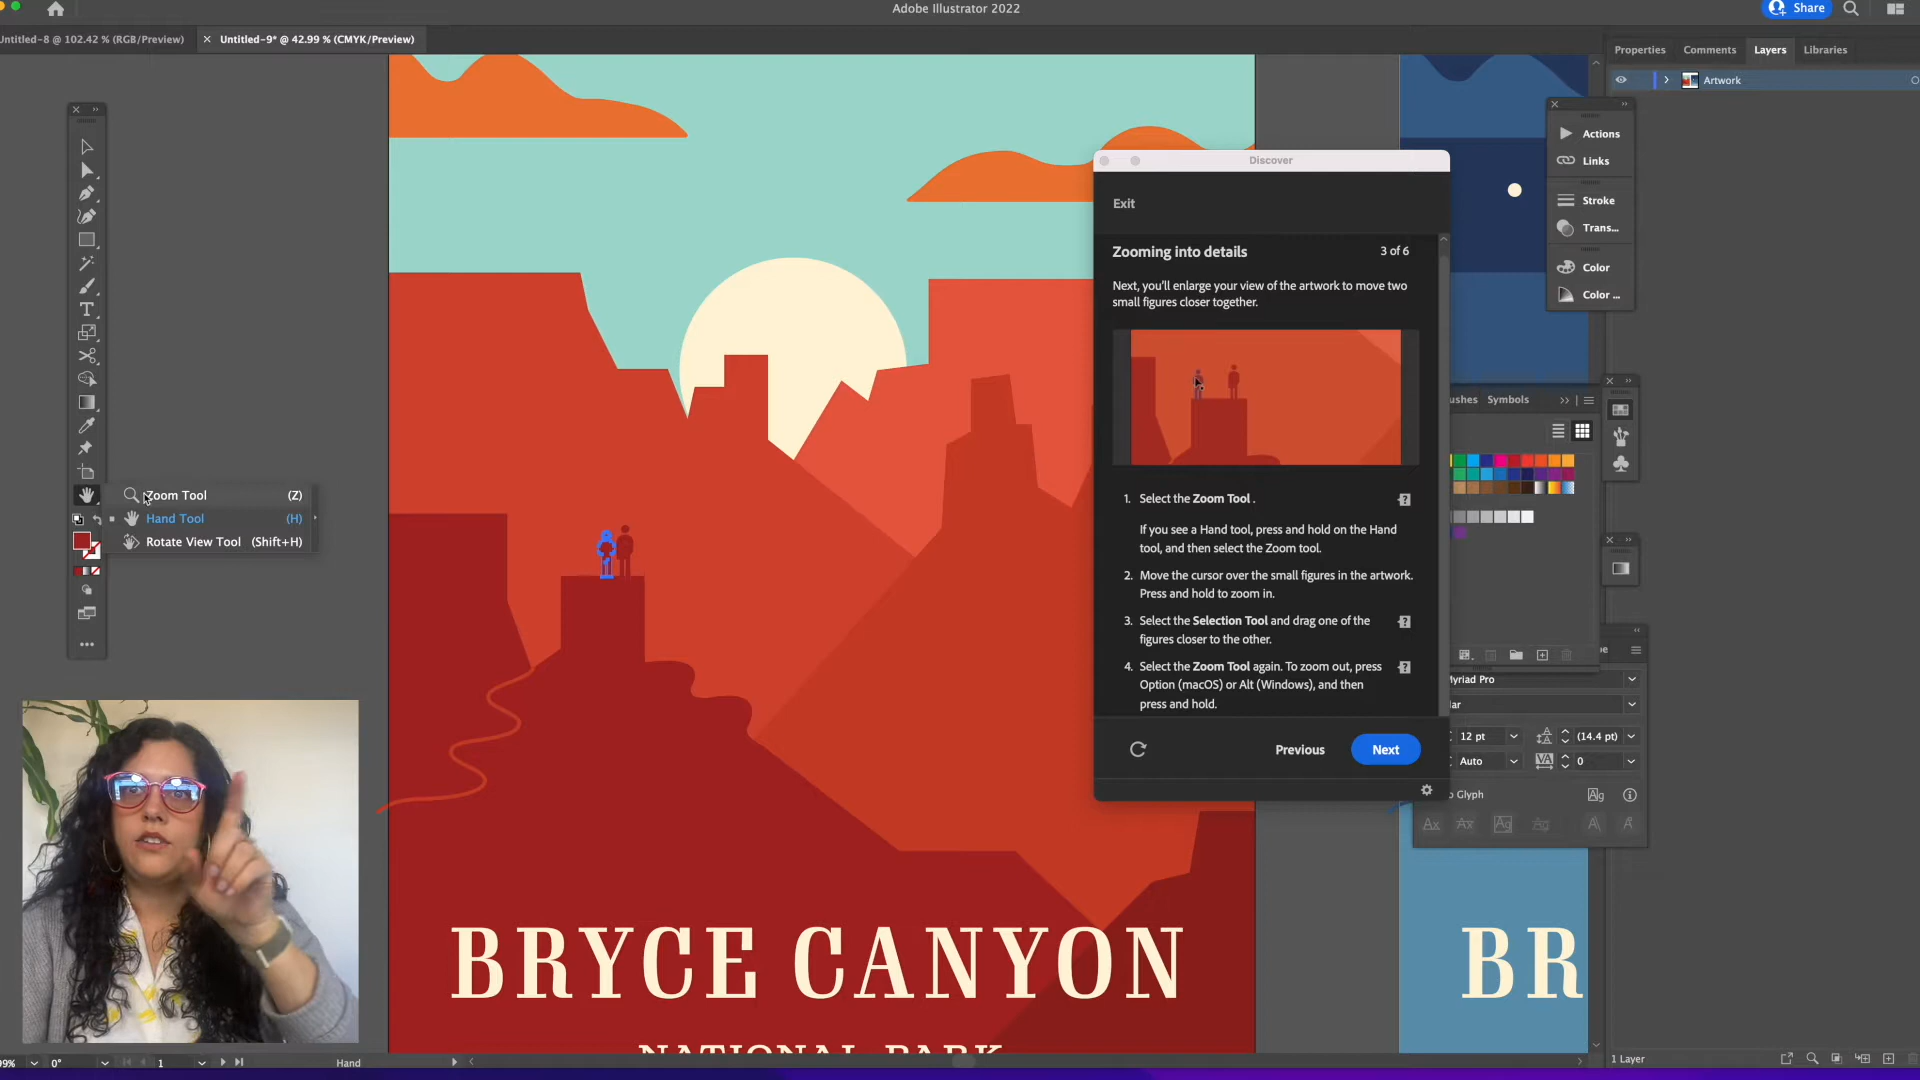 Adobe Illustrator 2022
Share
Untitled-8 @ 102.42 % (RGB/Preview)
Untitled-9* @ 42.99 % (CMYK/Preview)
Properties
Comments
Layers
Libraries
Artwork
Actions
Links
Stroke
Trans...
Color
Color ...
Discover
Exit
Zooming into details
3 of 6
Next, you'll enlarge your view of the artwork to move two
small figures closer together.
1. Select the Zoom Tool .
If you see a Hand tool, press and hold on the Hand
tool, and then select the Zoom tool.
2. Move the cursor over the small figures in the artwork.
Press and hold to zoom in.
3. Select the Selection Tool and drag one of the
figures closer to the other.
4. Select the Zoom Tool again. To zoom out, press
Option (macOS) or Alt (Windows), and then
press and hold.
Previous
Next
Zoom Tool (Z)
Hand Tool (H)
Rotate View Tool (Shift+H)
ushes
Symbols
Myriad Pro
lar
12 pt
(14.4 pt)
Auto
0
o Glyph
BRYCE CANYON
NATIONAL PARK
BR
99%
0°
1
Hand
1 Layer